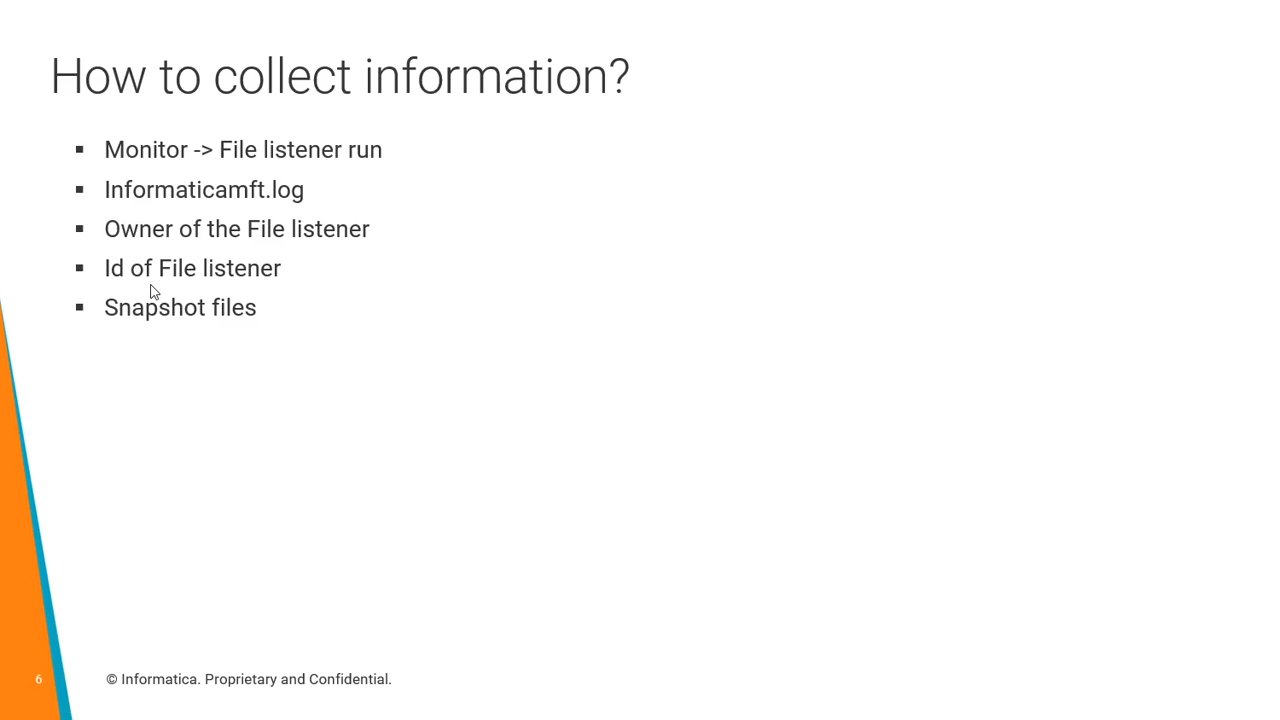 How to collect information?
▪ Monitor -> File listener run
▪ Informaticamft.log
▪ Owner of the File listener
▪ Id of File listener
▪ Snapshot files
6
© Informatica. Proprietary and Confidential.